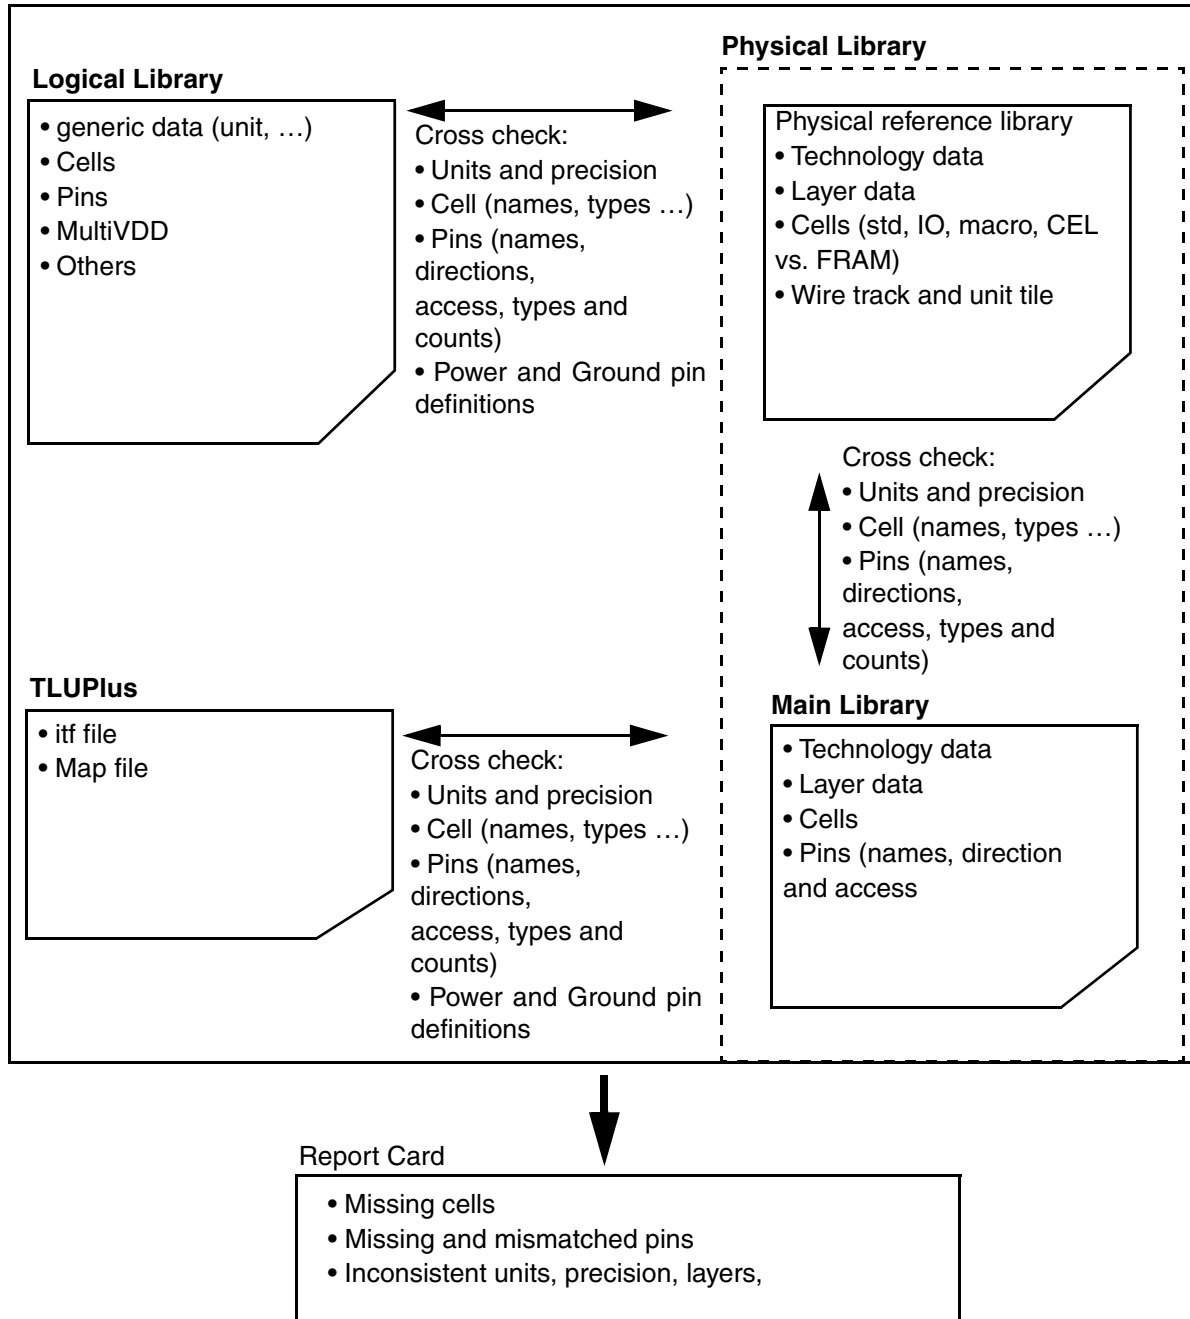 Physical Library
Logical Library
• generic data (unit, …)
• Cells
• Pins
• MultiVDD
• Others
Cross check:
• Units and precision
• Cell (names, types …)
• Pins (names,
directions,
access, types and
counts)
• Power and Ground pin
definitions
Physical reference library
• Technology data
• Layer data
• Cells (std, IO, macro, CEL
vs. FRAM)
• Wire track and unit tile
Cross check:
• Units and precision
• Cell (names, types …)
• Pins (names,
directions,
access, types and
counts)
TLUPlus
• itf file
• Map file
Cross check:
• Units and precision
• Cell (names, types …)
• Pins (names,
directions,
access, types and
counts)
• Power and Ground pin
definitions
Main Library
• Technology data
• Layer data
• Cells
• Pins (names, direction
and access
Report Card
• Missing cells
• Missing and mismatched pins
• Inconsistent units, precision, layers,